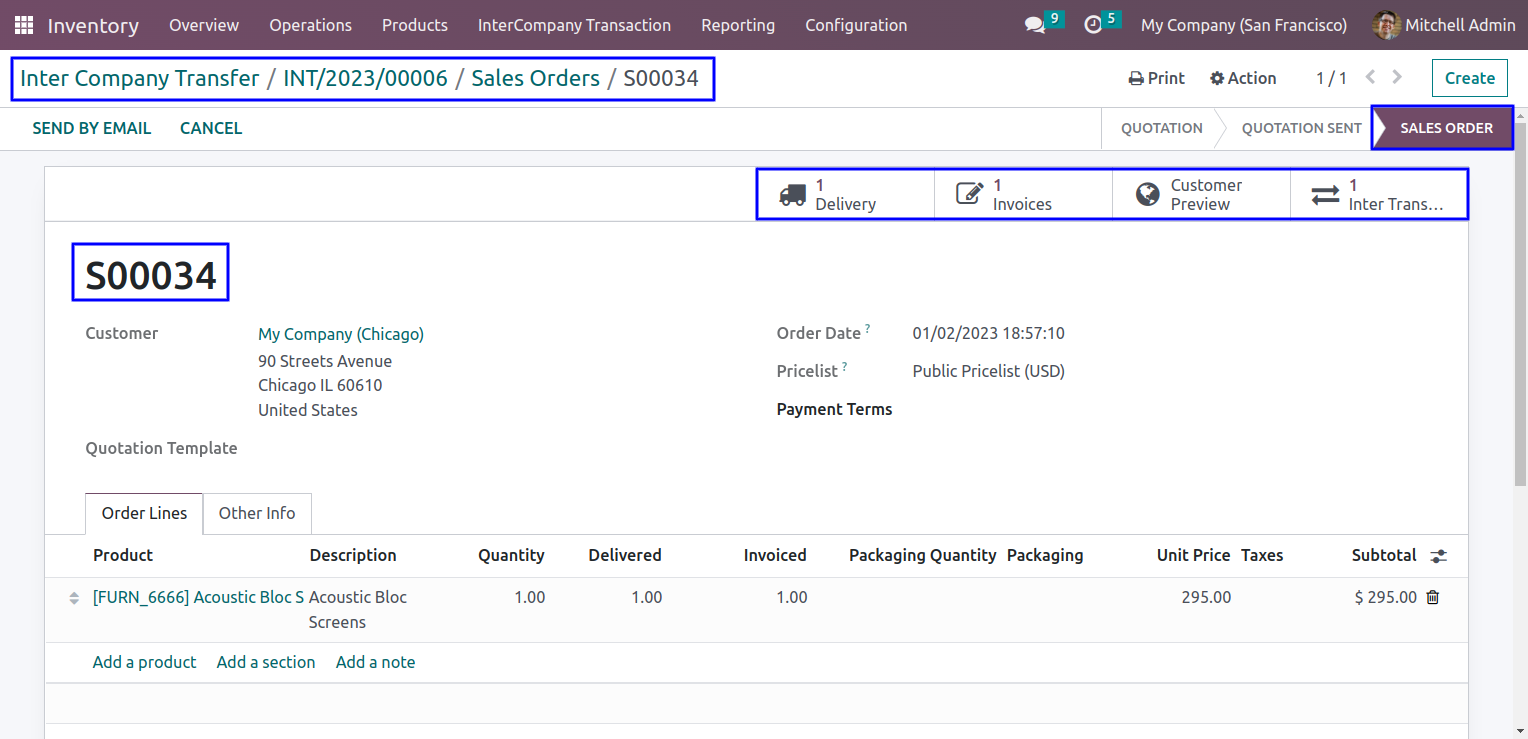 Inventory Overview Operations Products InterCompany Transaction Reporting Configuration 9 5 My Company (San Francisco) Mitchell Admin
Inter Company Transfer / INT/2023/00006 / Sales Orders / S00034 Print Action 1 / 1 Create
SEND BY EMAIL CANCEL QUOTATION QUOTATION SENT SALES ORDER
1 Delivery
1 Invoices
Customer Preview
1 Inter Trans...
S00034
Customer My Company (Chicago)
90 Streets Avenue
Chicago IL 60610
United States
Quotation Template
Order Date ? 01/02/2023 18:57:10
Pricelist ? Public Pricelist (USD)
Payment Terms
Order Lines Other Info
Product Description Quantity Delivered Invoiced Packaging Quantity Packaging Unit Price Taxes Subtotal
[FURN_6666] Acoustic Bloc S Acoustic Bloc 1.00 1.00 1.00 295.00 $ 295.00
Screens
Add a product Add a section Add a note